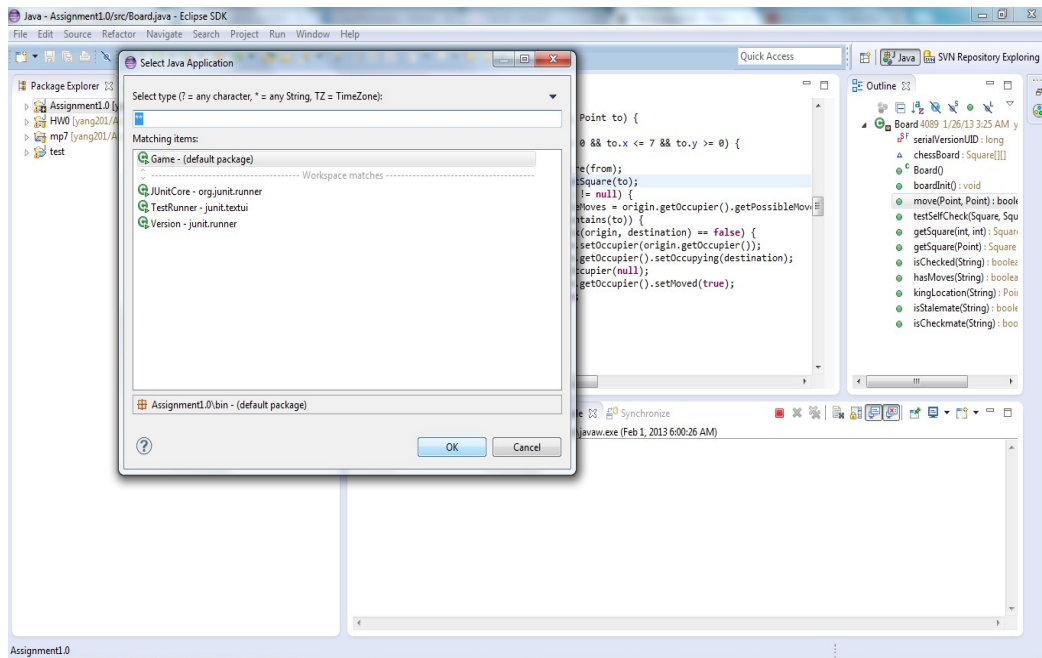 Java - Assignment1.0/src/Board.java - Eclipse SDK
File Edit Source Refactor Navigate Search Project Run Window Help
Quick Access
Java
SVN Repository Exploring
Package Explorer
Assignment1.0 [y
HW0 [yang201/A
mp7 [yang201/A
test
Select Java Application
Select type (? = any character, * = any String, TZ = TimeZone):
**
Matching items:
Game - (default package)
Workspace matches
JUnitCore - org.junit.runner
TestRunner - junit.textui
Version - junit.runner
Assignment1.0\bin - (default package)
OK
Cancel
Point to) {
0 && to.x <= 7 && to.y >= 0) {
re(from);
tSquare(to);
!= null) {
eMoves = origin.getOccupier().getPossibleMov
ntains(to)) {
k(origin, destination) == false) {
.setOccupier(origin.getOccupier());
.getOccupier().setOccupying(destination);
ccupier(null);
.getOccupier().setMoved(true);
Outline
Board 4089 1/26/13 3:25 AM y
serialVersionUID : long
chessBoard : Square[][]
Board()
boardInit() : void
move(Point, Point) : boole
testSelfCheck(Square, Squ
getSquare(int, int) : Square
getSquare(Point) : Square
isChecked(String) : boolea
hasMoves(String) : boolea
kingLocation(String) : Poi
isStalemate(String) : boole
isCheckmate(String) : boo
le
Synchronize
\javaw.exe (Feb 1, 2013 6:00:26 AM)
Assignment1.0